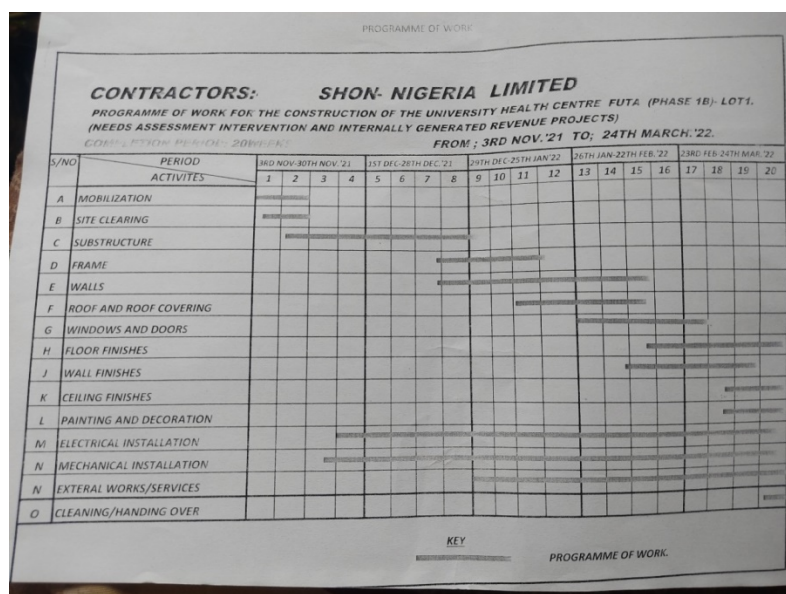 PROGRAMME OF WORK
CONTRACTORS: SHON- NIGERIA LIMITED
PROGRAMME OF WORK FOR THE CONSTRUCTION OF THE UNIVERSITY HEALTH CENTRE FUTA (PHASE 1B)- LOT1.
(NEEDS ASSESSMENT INTERVENTION AND INTERNALLY GENERATED REVENUE PROJECTS)
COMPLETION PERIOD: 20WEEKS FROM ; 3RD NOV.'21 TO; 24TH MARCH.'22.
S/NO PERIOD 3RD NOV-30TH NOV.'21 1ST DEC-28TH DEC.'21 29TH DEC-25TH JAN'22 26TH JAN-22TH FEB.'22 23RD FEB-24TH MAR.'22
ACTIVITES 1 2 3 4 5 6 7 8 9 10 11 12 13 14 15 16 17 18 19 20
A MOBILIZATION
B SITE CLEARING
C SUBSTRUCTURE
D FRAME
E WALLS
F ROOF AND ROOF COVERING
G WINDOWS AND DOORS
H FLOOR FINISHES
J WALL FINISHES
K CEILING FINISHES
L PAINTING AND DECORATION
M ELECTRICAL INSTALLATION
N MECHANICAL INSTALLATION
N EXTERAL WORKS/SERVICES
O CLEANING/HANDING OVER
KEY
PROGRAMME OF WORK.